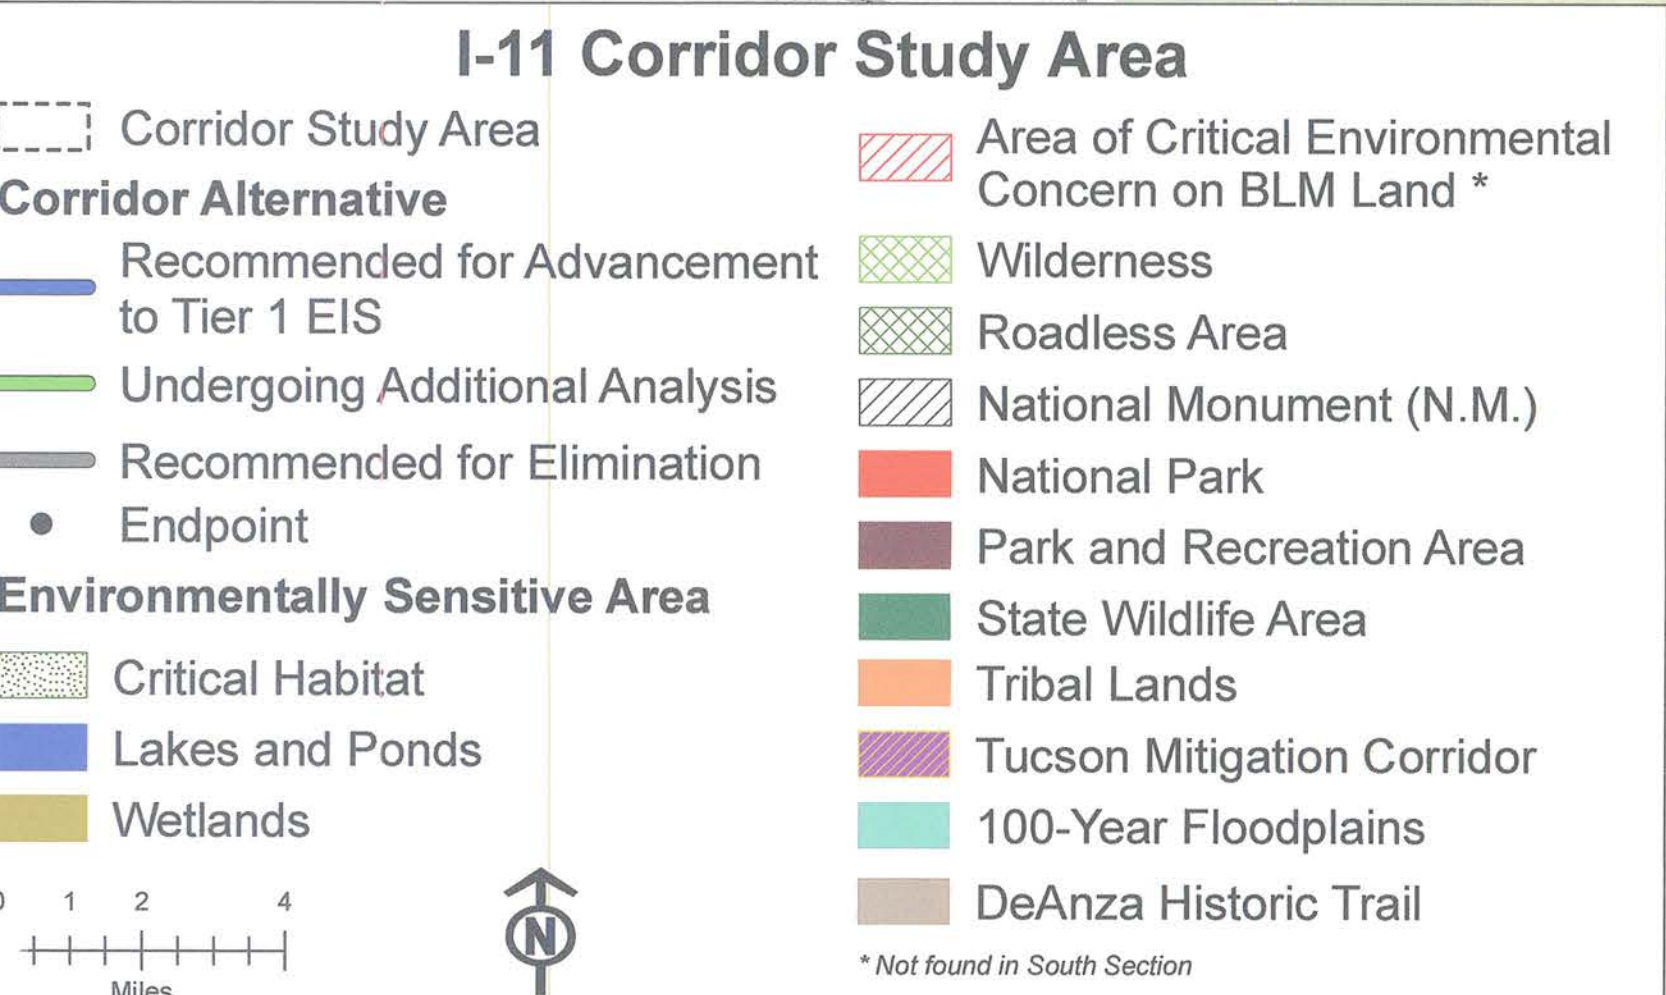 I-11 Corridor Study Area
Corridor Study Area
Corridor Alternative
Recommended for Advancement
to Tier 1 EIS
Undergoing Additional Analysis
Recommended for Elimination
Endpoint
Environmentally Sensitive Area
Critical Habitat
Lakes and Ponds
Wetlands
0 1 2 4
Miles
N
Area of Critical Environmental
Concern on BLM Land *
Wilderness
Roadless Area
National Monument (N.M.)
National Park
Park and Recreation Area
State Wildlife Area
Tribal Lands
Tucson Mitigation Corridor
100-Year Floodplains
DeAnza Historic Trail
* Not found in South Section